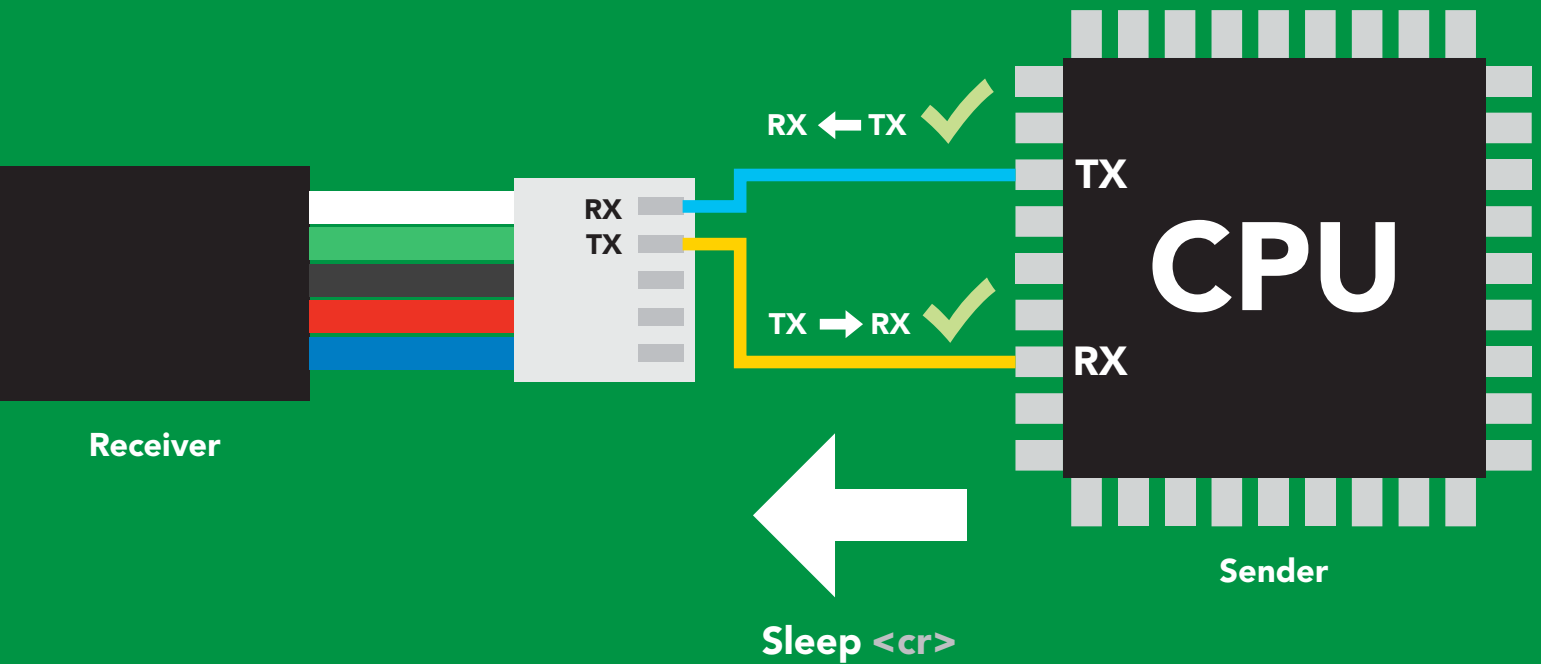 RX ← TX
RX
TX
TX → RX
TX
CPU
RX
Receiver
Sender
Sleep <cr>